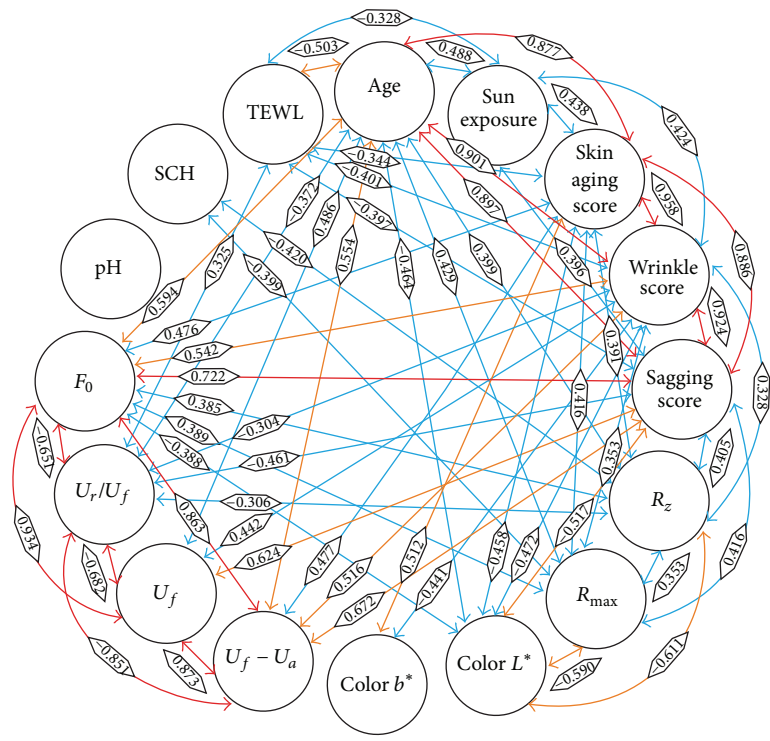 −0.328
−0.503
0.488
0.877
Age
TEWL
Sun
exposure
0.438
0.424
SCH
−0.344
−0.401
0.901
Skin
aging
score
0.958
0.886
−0.372
0.486
−0.397
0.897
pH
0.325
−0.420
−0.399
0.554
−0.464
0.429
0.399
0.396
Wrinkle
score
0.594
0.924
0.476
0.542
0.391
0.328
F0
0.722
Sagging
score
0.385
0.416
0.389
−0.304
−0.388
−0.461
0.353
0.405
−0.651
Ur/Uf
−0.306
Rz
0.934
0.863
0.442
−0.517
0.416
0.624
0.477
0.512
−0.458
−0.472
−0.682
Uf
0.516
−0.441
0.353
0.672
Rmax
−0.611
−0.851
0.873
Uf − Ua
Color b*
Color L*
−0.590